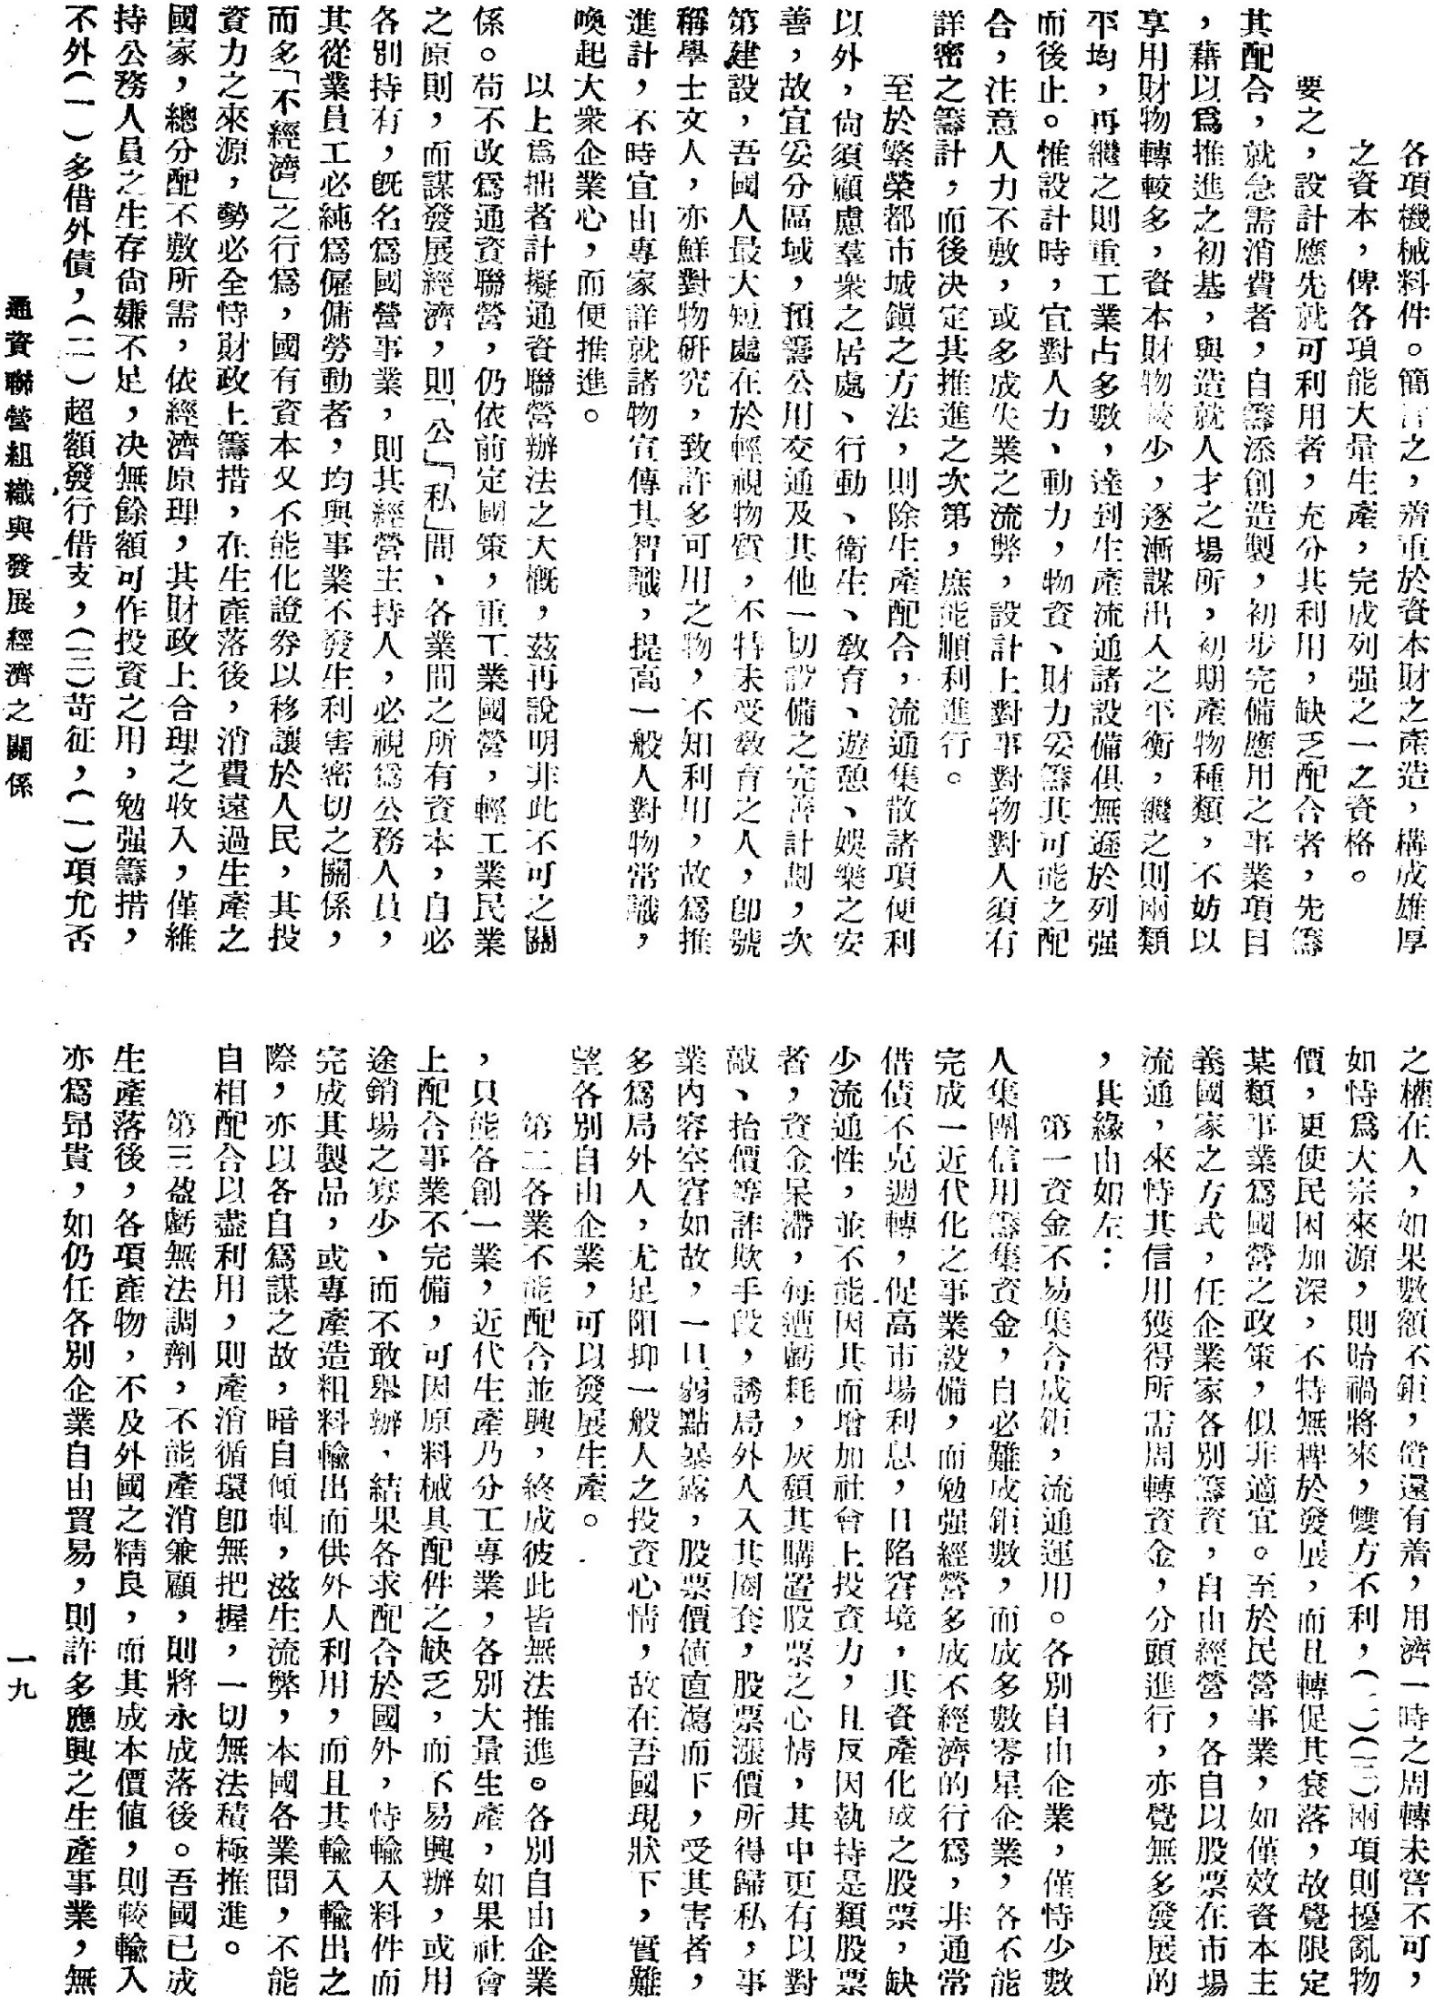 各項機械料件。簡言之，着重於資本財之產造，構成雄厚
之資本，俾各項能大量生產，完成列强之一之資格。
要之，設計應先就可利用者，充分其利用，缺乏配合者，先籌
其配合，就急需消費者，自籌添創造製，初步完備應用之事業項目
，藉以爲推進之初基，與造就人才之場所，初期產物種類，不妨以
享用財物轉較多，資本財物較少，逐漸謀出入之平衡，繼之則兩類
平均，再繼之則重工業占多數，達到生產流通諸設備俱無遜於列强
而後止。惟設計時，宜對人力、動力，物資、財力妥籌其可能之配
合，注意人力不敷，或多成失業之流弊，設計上對事對物對人須有
詳密之籌計，而後決定其推進之次第，庶能順利進行。
至於繁榮都市城鎭之方法，則除生產配合，流通集散諸項便利
以外，尙須顧慮羣衆之居處、行動、衛生、敎育、遊憩、娛樂之安
善，故宜妥分區域，預籌公用交通及其他一切設備之完善計劃，次
第建設，吾國人最大短處在於輕視物質，不特未受敎育之人，卽號
稱學士文人，亦鮮對物研究，致許多可用之物，不知利用，故爲推
進計，不時宜由專家詳就諸物宣傳其智識，提高一般人對物常識，
喚起大衆企業心，而便推進。
以上爲拙者計擬通資聯營辦法之大概，茲再說明非此不可之關
係。苟不改爲通資聯營，仍依前定國策，重工業國營，輕工業民業
之原則，而謀發展經濟，則「公」「私」間、各業間之所有資本，自必
各別持有，旣名爲國營事業，則其經營主持人，必視爲公務人員，
其從業員工必純爲僱傭勞動者，均與事業不發生利害密切之關係，
而多「不經濟」之行爲，國有資本又不能化證券以移讓於人民，其投
資力之來源，勢必全恃財政上籌措，在生產落後，消費遠過生產之
國家，總分配不敷所需，依經濟原理，其財政上合理之收入，僅維
持公務人員之生存尙嫌不足，决無餘額可作投資之用，勉强籌措，
不外（一）多借外債，（二）超額發行借支，（三）苛征，（一）項允否
通資聯營組織與發展經濟之關係
之權在人，如果數額不鉅，償還有着，用濟一時之周轉未嘗不可，
如恃爲大宗來源，則貽禍將來，雙方不利，（二）（三）兩項則擾亂物
價，更使民困加深，不特無裨於發展，而且轉促其衰落，故覺限定
某類事業爲國營之政策，似非適宜。至於民營事業，如僅效資本主
義國家之方式，任企業家各別籌資，自由經營，各自以股票在市場
流通，來恃其信用獲得所需周轉資金，分頭進行，亦覺無多發展的
，其緣由如左：
第一資金不易集合成鉅，流通運用。各別自由企業，僅恃少數
人集團信用籌集資金，自必難成鉅數，而成多數零星企業，各不能
完成一近代化之事業設備，而勉强經營多成不經濟的行爲，非通常
借債不克週轉，促高市場利息，日陷窘境，其資產化成之股票，缺
少流通性，並不能因其而增加社會上投資力，且反因執持是類股票
者，資金呆滯，每遭虧耗，灰頹其購置股票之心情，其中更有以對
敲、抬價等詐欺手段，誘局外人入其圈套，股票漲價所得歸私，事
業內容空窘如故，一旦弱點暴露，股票價值直瀉而下，受其害者，
多爲局外人，尤足阻抑一般人之投資心情，故在吾國現狀下，實難
望各別自由企業，可以發展生產。
第二各業不能配合並興，終成彼此皆無法推進。各別自由企業
，只能各創一業，近代生產乃分工專業，各別大量生產，如果社會
上配合事業不完備，可因原料械具配件之缺乏，而不易興辦，或用
途銷場之寡少、而不敢舉辦，結果各求配合於國外，恃輸入料件而
完成其製品，或專產造粗料輸出而供外人利用，而且其輸入輸出之
際，亦以各自爲謀之故，暗自傾軋，滋生流弊，本國各業間，不能
自相配合以盡利用，則產消循環卽無把握，一切無法積極推進。
第三盈虧無法調劑，不能產消兼顧，則將永成落後。吾國已成
生產落後，各項產物，不及外國之精良，而其成本價値，則較輸入
亦爲昻貴，如仍任各別企業自由貿易，則許多應興之生產事業，無
一九